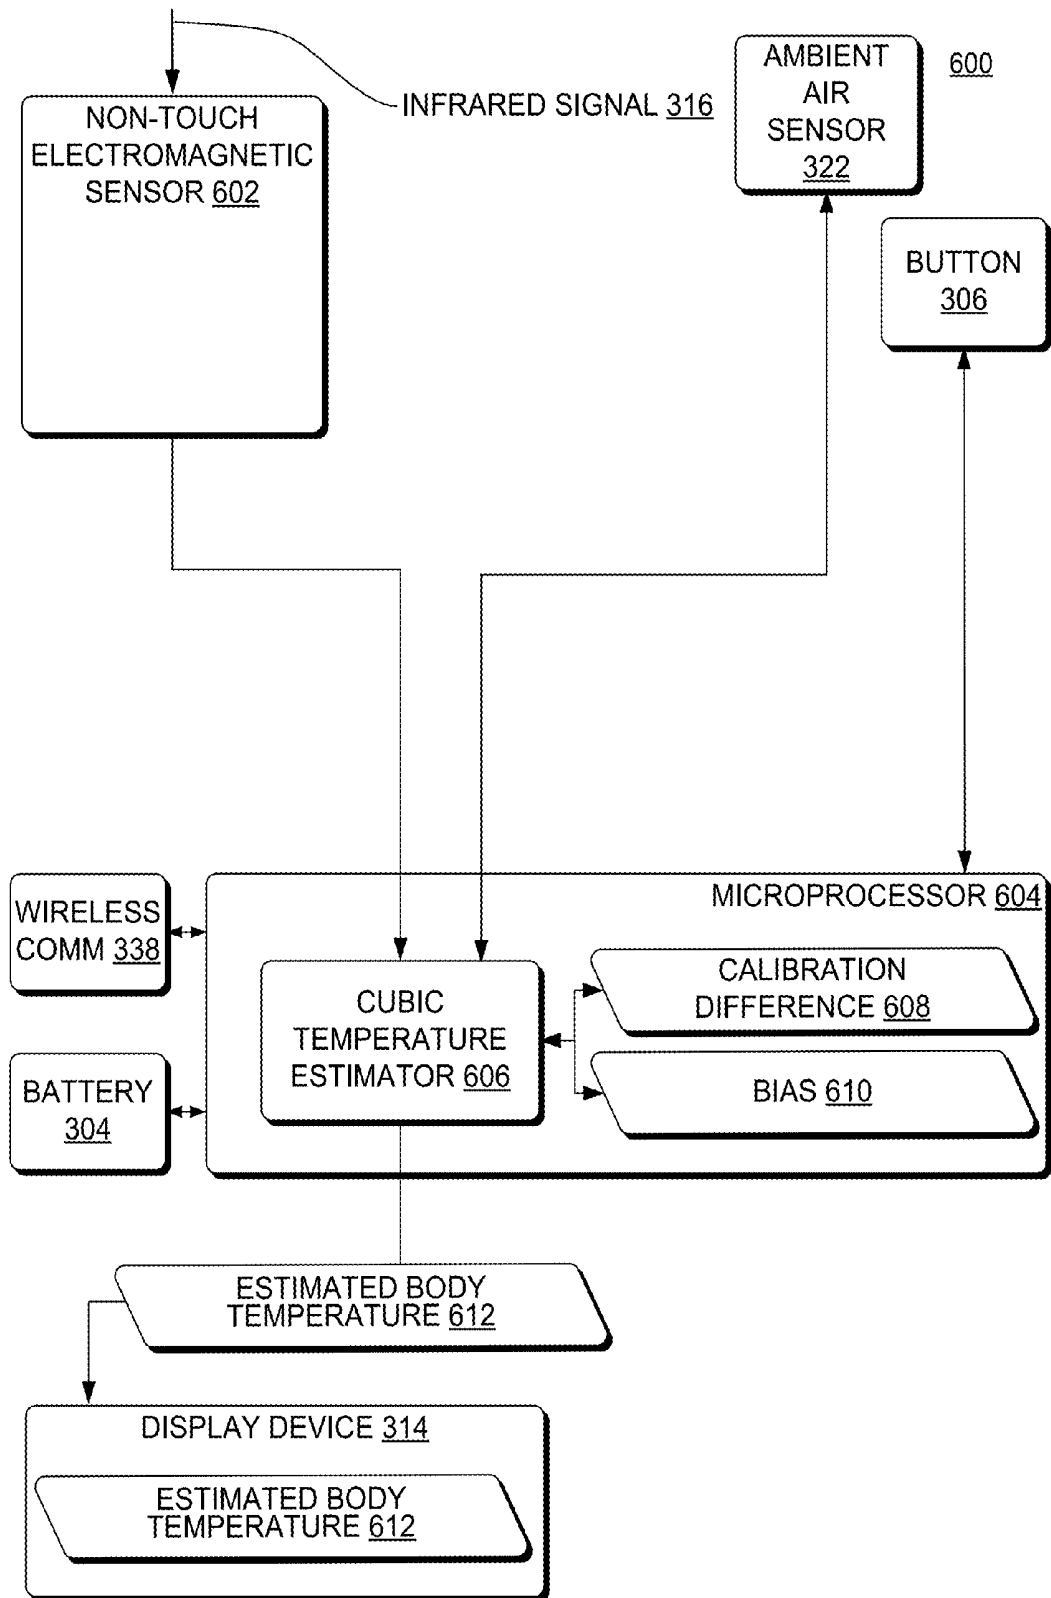 INFRARED SIGNAL 316
AMBIENT
AIR
SENSOR
322
600
NON-TOUCH
ELECTROMAGNETIC
SENSOR 602
BUTTON
306
WIRELESS
COMM 338
MICROPROCESSOR 604
CUBIC
TEMPERATURE
ESTIMATOR 606
CALIBRATION
DIFFERENCE 608
BIAS 610
BATTERY
304
ESTIMATED BODY
TEMPERATURE 612
DISPLAY DEVICE 314
ESTIMATED BODY
TEMPERATURE 612